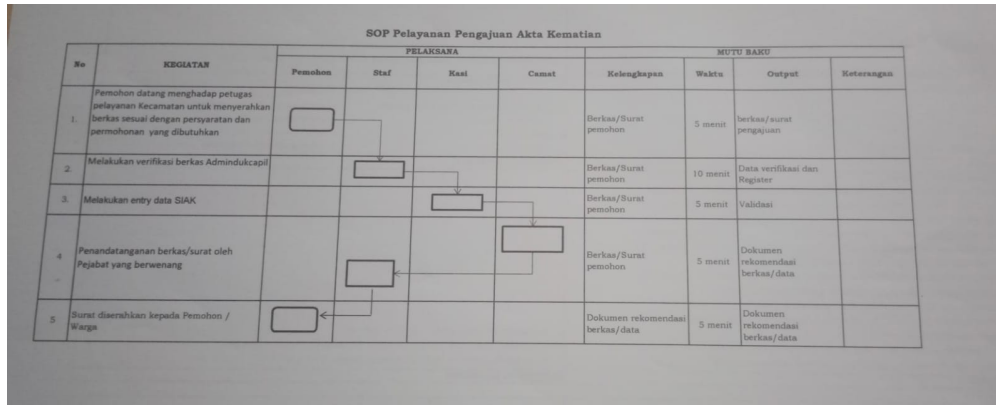 SOP Pelayanan Pengajuan Akta Kematian
No
KEGIATAN
PELAKSANA
MUTU BAKU
Pemohon
Staf
Kasi
Camat
Kelengkapan
Waktu
Output
Keterangan
1.
Pemohon datang menghadap petugas
pelayanan Kecamatan untuk menyerahkan
berkas sesuai dengan persyaratan dan
permohonan yang dibutuhkan
Berkas/Surat
pemohon
5 menit
berkas/surat
pengajuan
2.
Melakukan verifikasi berkas Admindukcapil
Berkas/Surat
pemohon
10 menit
Data verifikasi dan
Register
3.
Melakukan entry data SIAK
Berkas/Surat
pemohon
5 menit
Validasi
4
Penandatanganan berkas/surat oleh
Pejabat yang berwenang
Berkas/Surat
pemohon
5 menit
Dokumen
rekomendasi
berkas/data
5
Surat diserahkan kepada Pemohon /
Warga
Dokumen rekomendasi
berkas/data
5 menit
Dokumen
rekomendasi
berkas/data